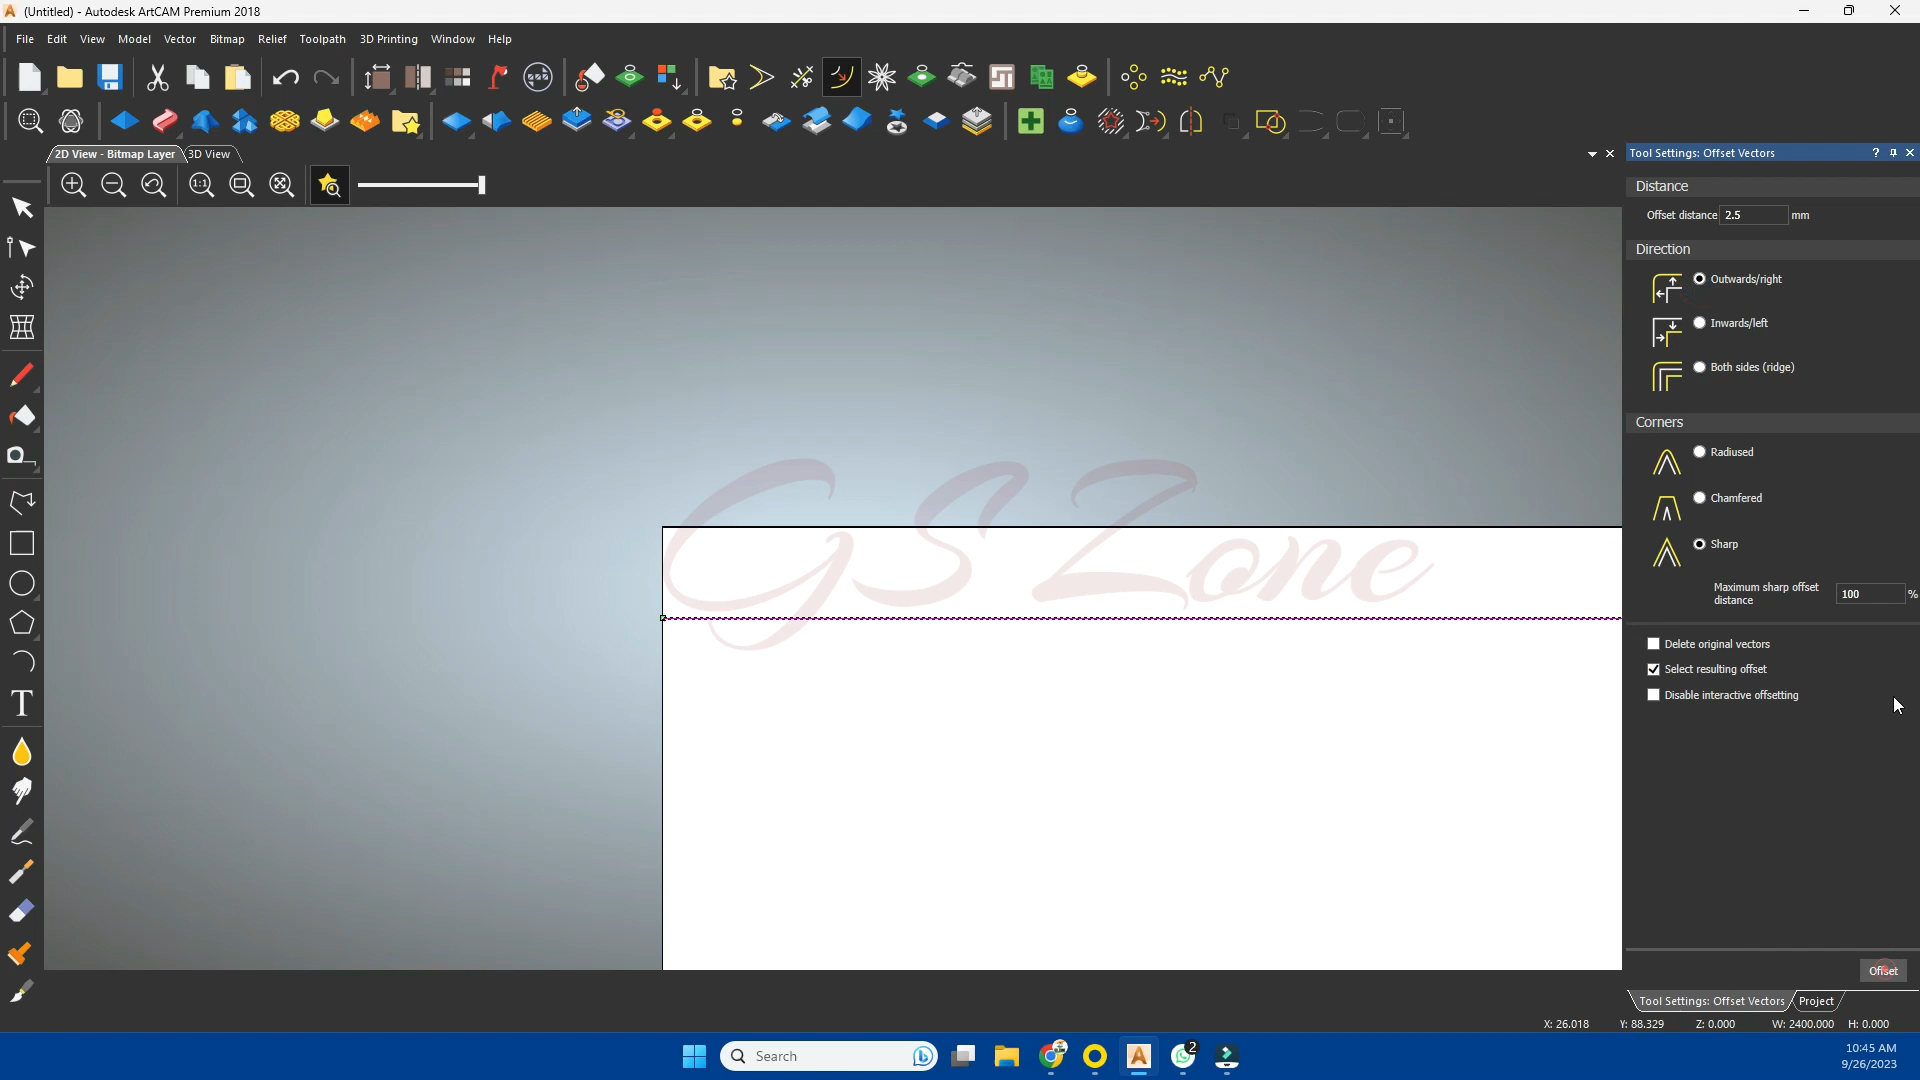 (Untitled) - Autodesk ArtCAM Premium 2018
File Edit View Model Vector Bitmap Relief Toolpath 3D Printing Window Help
2D View - Bitmap Layer 3D View
1:1
Tool Settings: Offset Vectors ?
Distance
Offset distance 2.5 mm
Direction
Outwards/right
Inwards/left
Both sides (ridge)
Corners
Radiused
Chamfered
Sharp
Maximum sharp offset
distance 100 %
Delete original vectors
Select resulting offset
Disable interactive offsetting
GS Zone
T
Offset
Tool Settings: Offset Vectors Project
X: 26.018 Y: 88.329 Z: 0.000 W: 2400.000 H: 0.000
Search
2
10:45 AM
9/26/2023